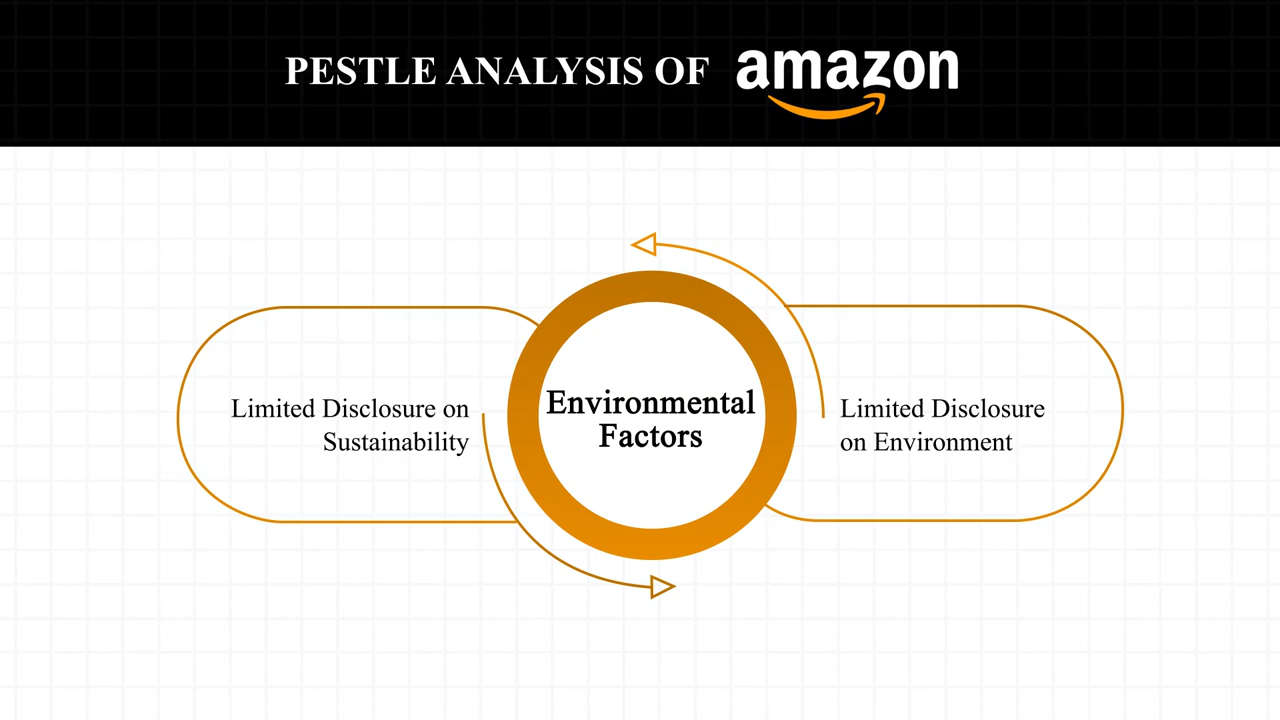 PESTLE ANALYSIS OF amazon
Limited Disclosure on
Sustainability
Environmental
Factors
Limited Disclosure
on Environment